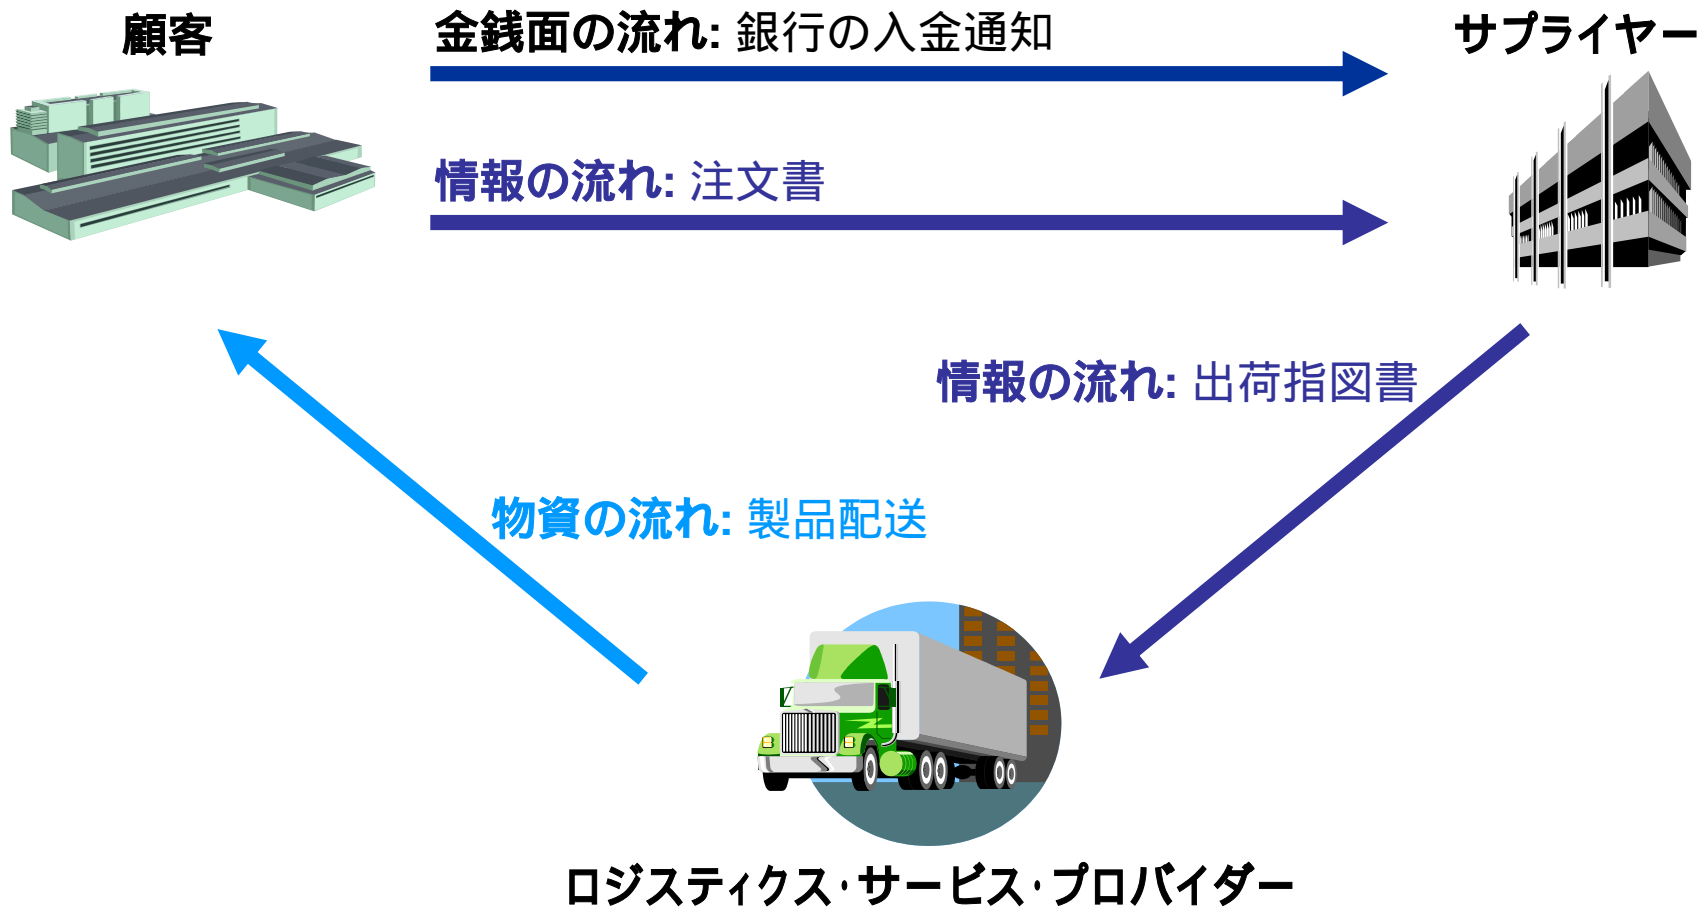 顧客
金銭面の流れ: 銀行の入金通知
サプライヤー
情報の流れ: 注文書
情報の流れ: 出荷指図書
物資の流れ: 製品配送
ロジスティクス・サービス・プロバイダー